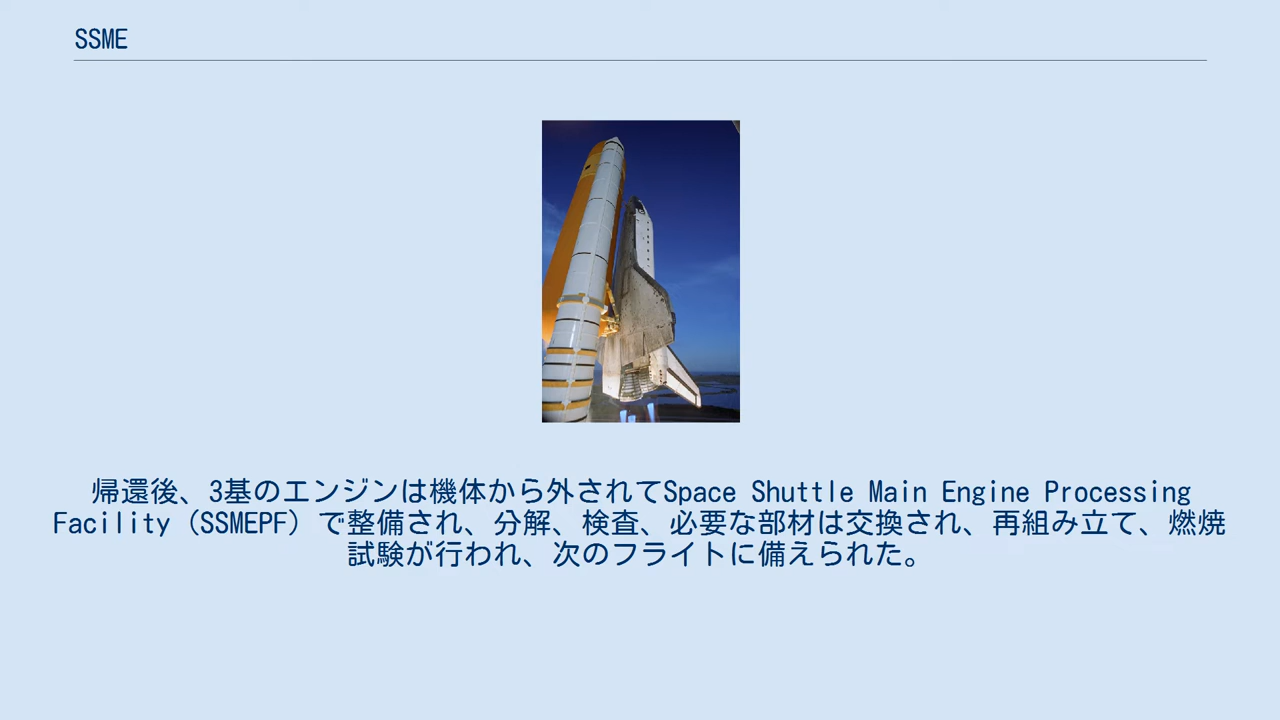 SSME
帰還後、3基のエンジンは機体から外されてSpace Shuttle Main Engine Processing
Facility（SSMEPF）で整備され、分解、検査、必要な部材は交換され、再組み立て、燃焼
試験が行われ、次のフライトに備えられた。